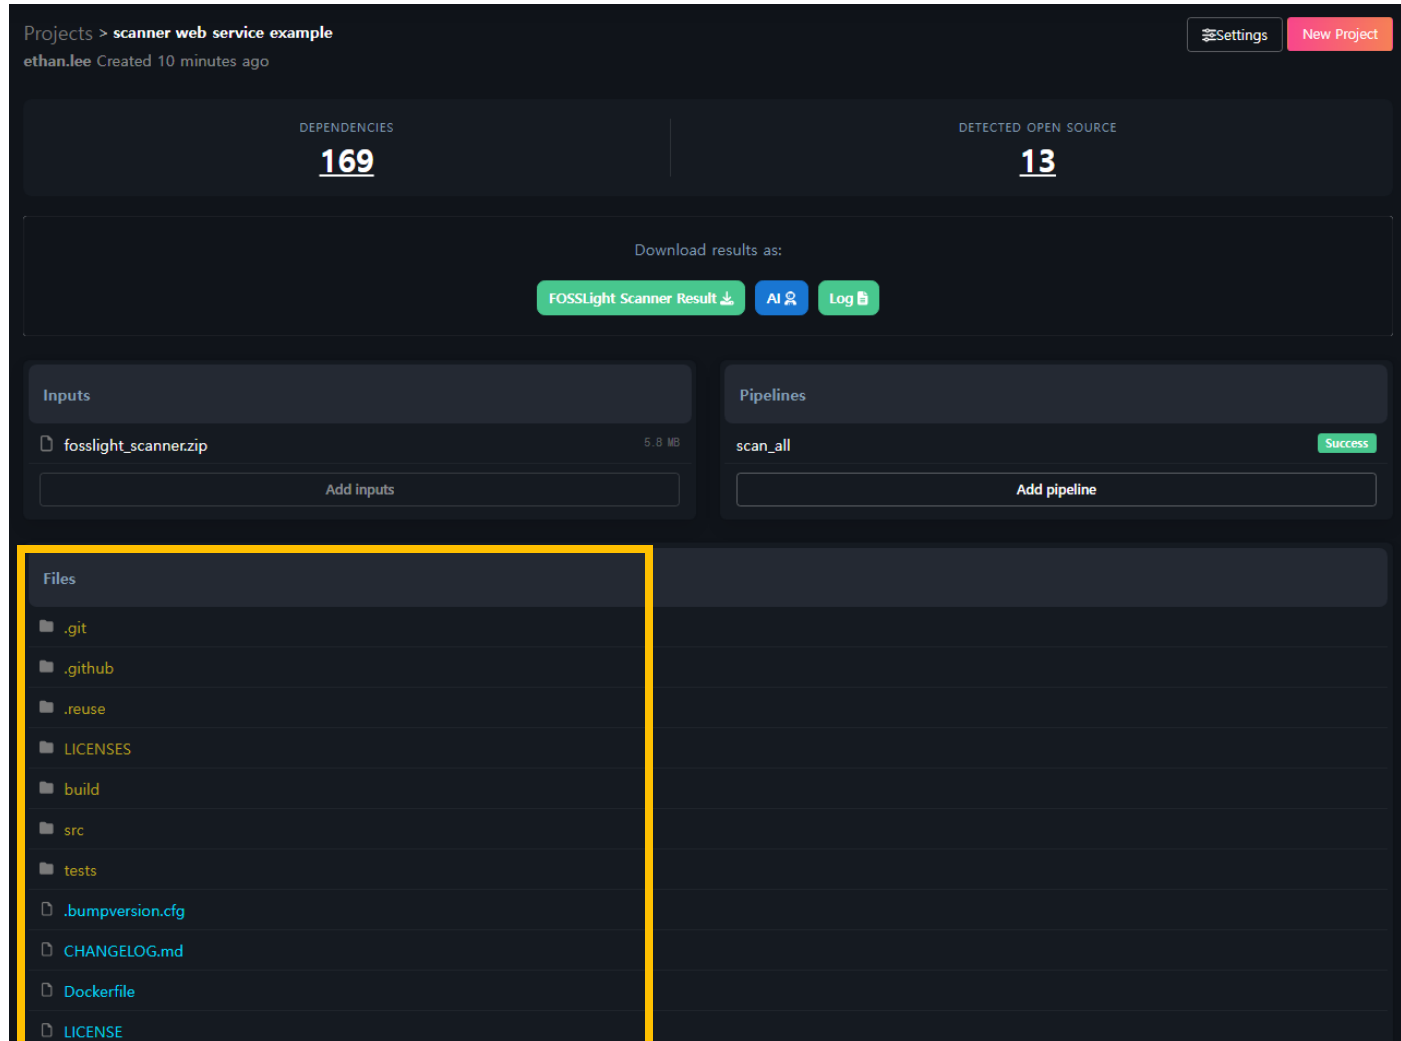 Projects > scanner web service example
Settings
New Project
ethan.lee Created 10 minutes ago
DEPENDENCIES
169
DETECTED OPEN SOURCE
13
Download results as:
FOSSLight Scanner Result
AI
Log
Inputs
fosslight_scanner.zip
5.8 MB
Add inputs
Pipelines
scan_all
Success
Add pipeline
Files
.git
.github
.reuse
LICENSES
build
src
tests
.bumpversion.cfg
CHANGELOG.md
Dockerfile
LICENSE